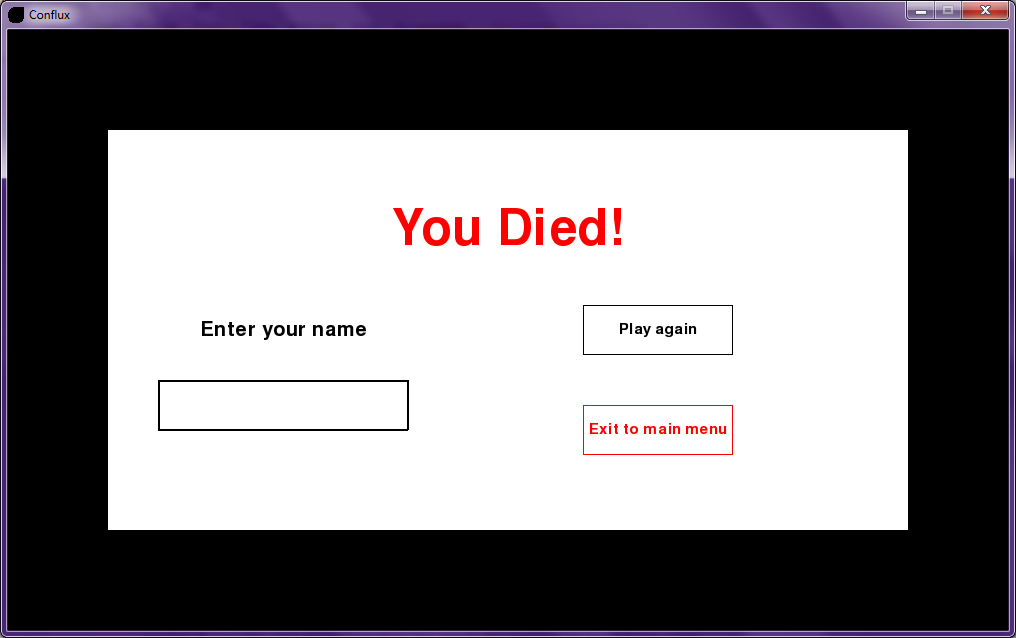 Conflux
You Died!
Enter your name
Play again
Exit to main menu